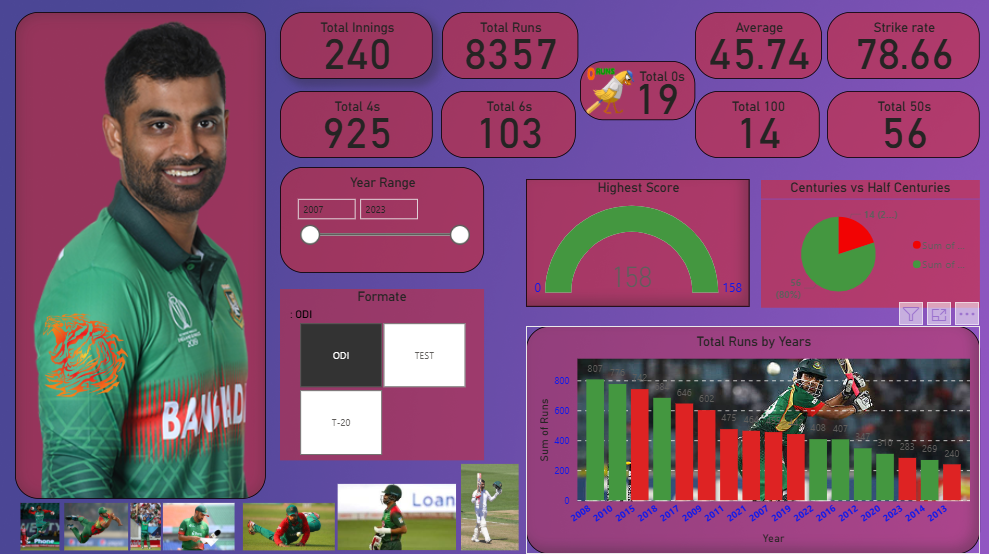 Total Innings
240
Total Runs
8357
Total 0s
19
Average
45.74
Strike rate
78.66
Total 4s
925
Total 6s
103
Total 100
14
Total 50s
56
Year Range
2007
2023
Formate
: ODI
ODI
TEST
T-20
Highest Score
158
0
158
Centuries vs Half Centuries
Total Runs by Years
Sum of Runs
800
600
400
200
0
807
646
602
475
408
407
310
283
269
240
2008
2010
2015
2018
2017
2009
2011
2021
2007
2019
2022
2016
2012
2020
2023
2014
2013
Year
BANGLAD
Loan
Phone